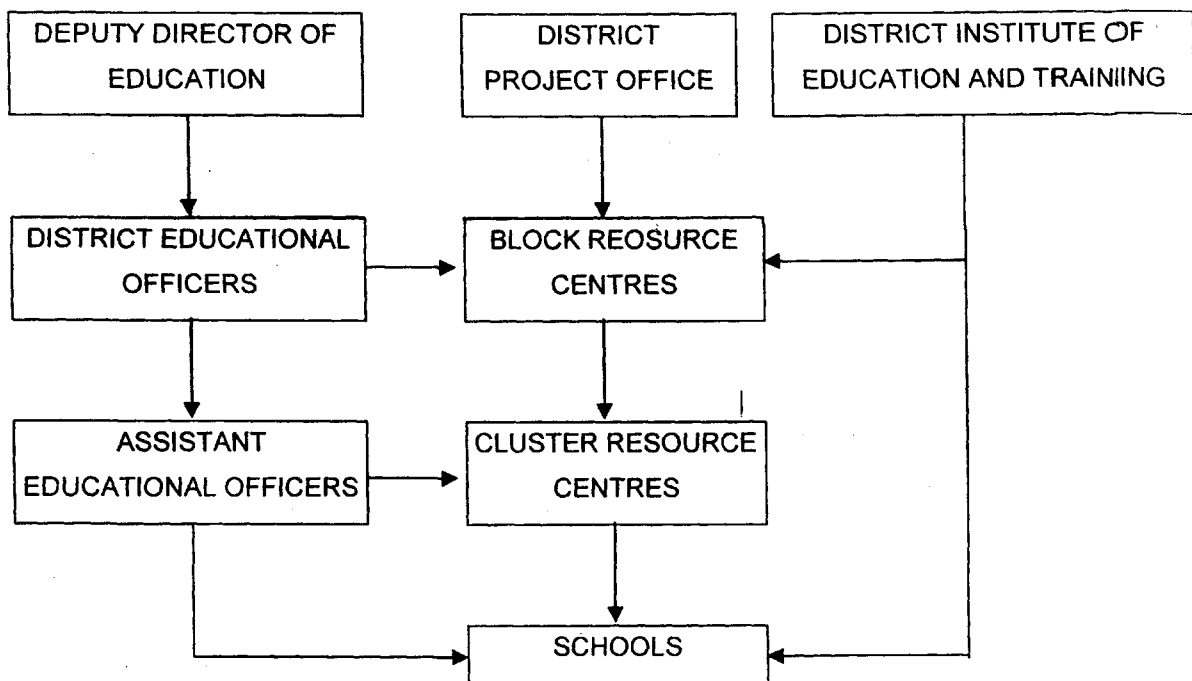 DEPUTY DIRECTOR OF
EDUCATION
DISTRICT
PROJECT OFFICE
DISTRICT INSTITUTE OF
EDUCATION AND TRAINIING
DISTRICT EDUCATIONAL
OFFICERS
BLOCK REOSURCE
CENTRES
ASSISTANT
EDUCATIONAL OFFICERS
CLUSTER RESOURCE
CENTRES
SCHOOLS